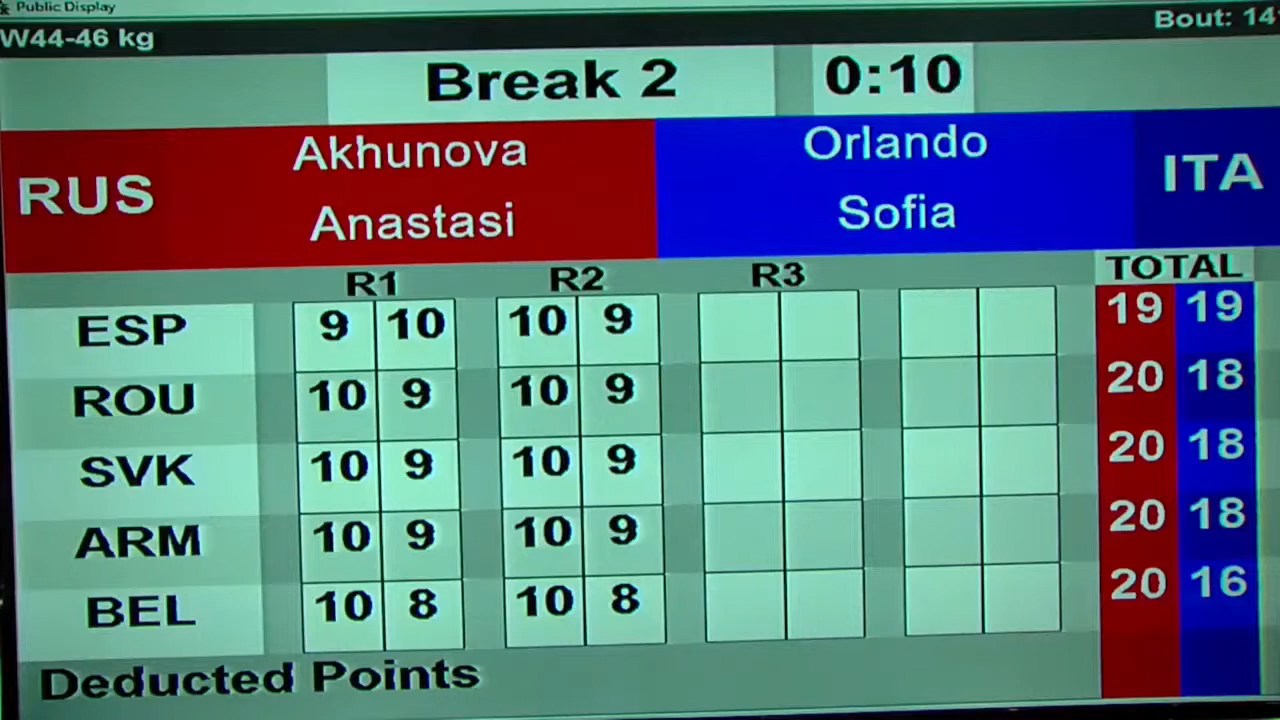 Public Display
W44-46 kg
Bout: 14
Break 2 0:10
RUS Akhunova Anastasi Orlando Sofia ITA
R1 R2 R3 TOTAL
ESP 9 10 10 9 19 19
ROU 10 9 10 9 20 18
SVK 10 9 10 9 20 18
ARM 10 9 10 9 20 18
BEL 10 8 10 8 20 16
Deducted Points